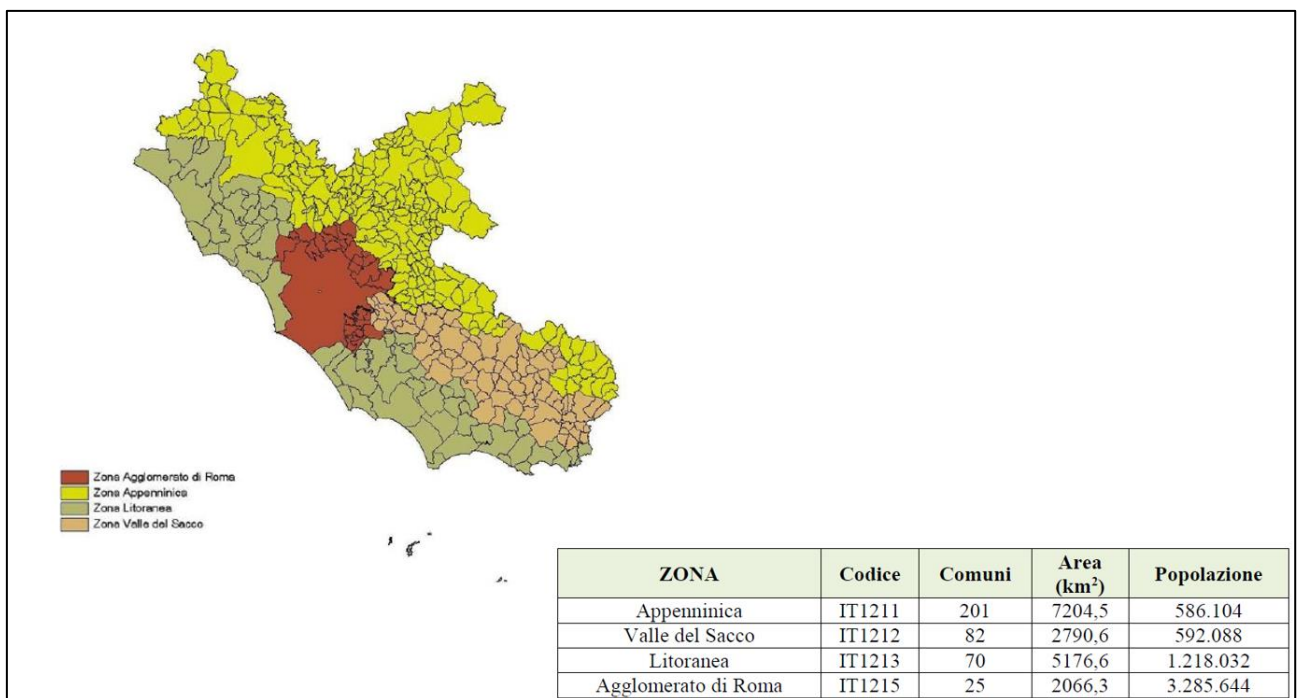 Zona Agglomerato di Roma
Zona Appenninica
Zona Litoranea
Zona Valle del Sacco
ZONA Codice Comuni Area (km²) Popolazione
Appenninica IT1211 201 7204,5 586.104
Valle del Sacco IT1212 82 2790,6 592.088
Litoranea IT1213 70 5176,6 1.218.032
Agglomerato di Roma IT1215 25 2066,3 3.285.644